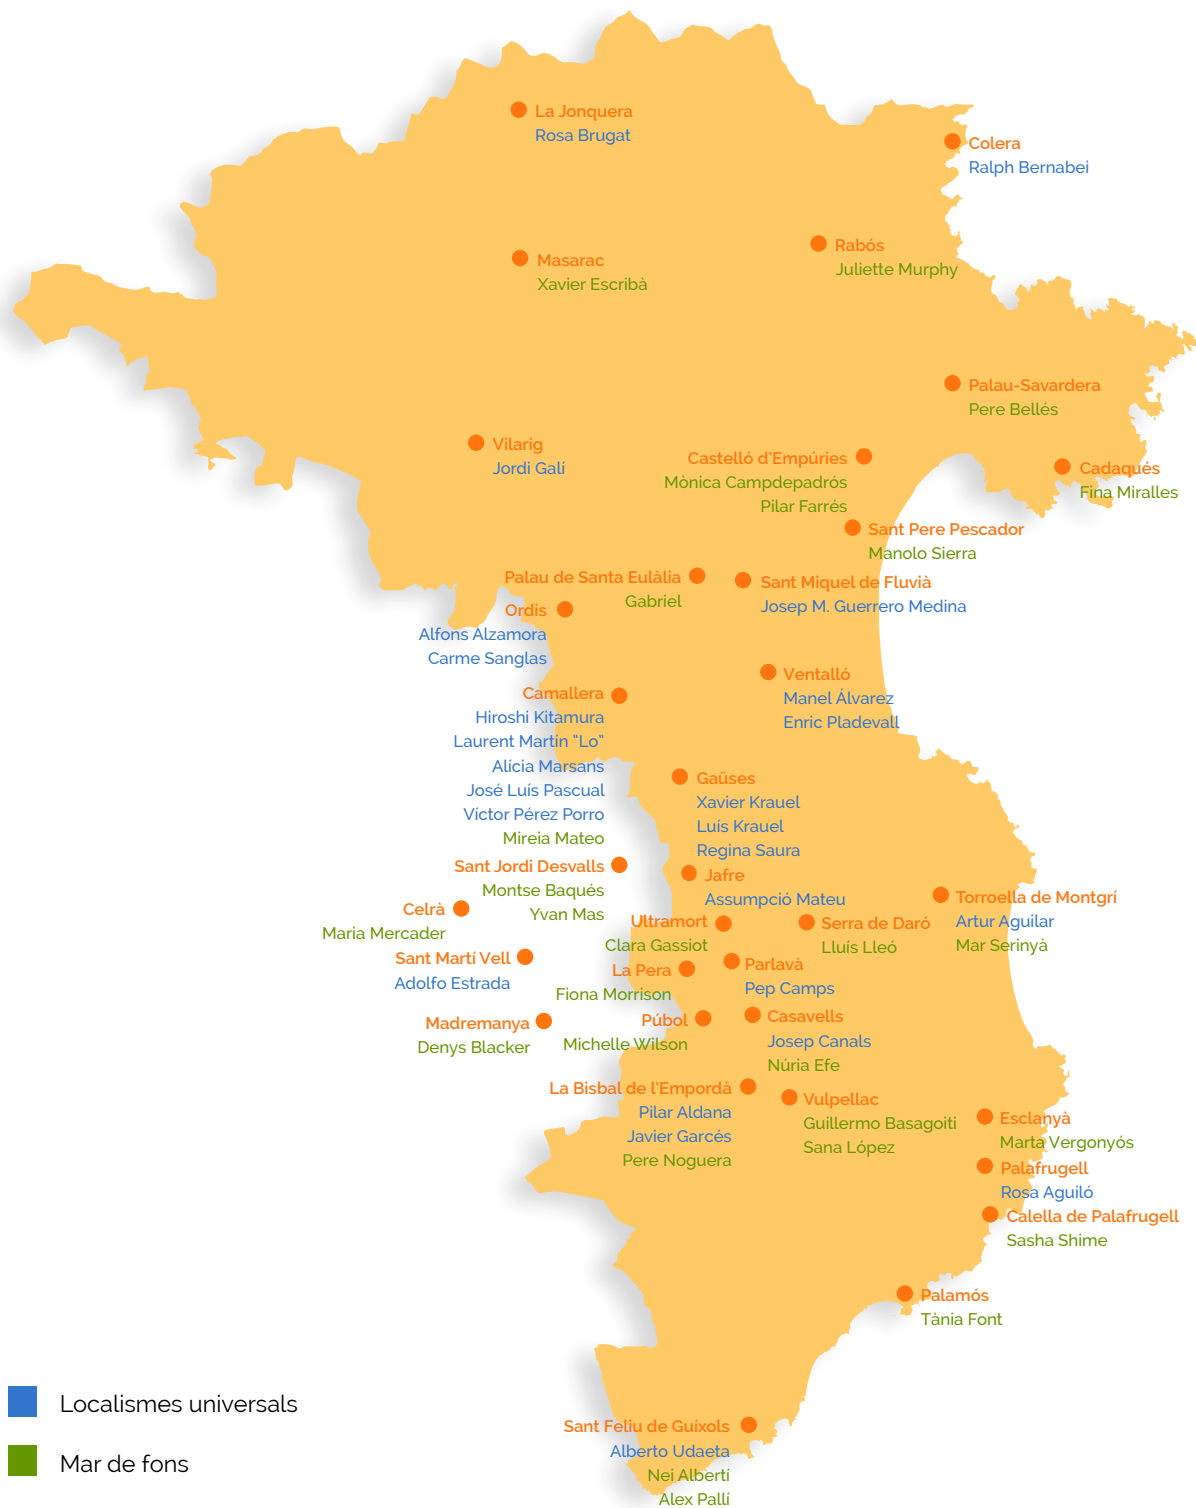 La Jonquera
Rosa Brugat
Colera
Ralph Bernabei
Rabós
Juliette Murphy
Masarac
Xavier Escribà
Palau-Savardera
Pere Bellés
Vilarig
Jordi Galí
Castelló d'Empúries
Mònica Campdepadrós
Pilar Farrés
Cadaqués
Fina Miralles
Sant Pere Pescador
Manolo Sierra
Palau de Santa Eulàlia
Gabriel
Sant Miquel de Fluvià
Josep M. Guerrero Medina
Ordis
Alfons Alzamora
Carme Sanglas
Ventalló
Manel Álvarez
Enric Pladevall
Camallera
Hiroshi Kitamura
Laurent Martín “Lo”
Alícia Marsans
José Luís Pascual
Víctor Pérez Porro
Mireia Mateo
Gaüses
Xavier Krauel
Luís Krauel
Regina Saura
Sant Jordi Desvalls
Montse Baqués
Yvan Mas
Jafre
Assumpció Mateu
Torroella de Montgrí
Artur Aguilar
Mar Serinyà
Celrà
Maria Mercader
Ultramort
Clara Gassiot
Serra de Daró
Lluís Lleó
Sant Martí Vell
Adolfo Estrada
La Pera
Fiona Morrison
Parlavà
Pep Camps
Madremanya
Denys Blacker
Púbol
Michelle Wilson
Casavells
Josep Canals
Núria Efe
La Bisbal de l'Empordà
Pilar Aldana
Javier Garcés
Pere Noguera
Vulpellac
Guillermo Basagoiti
Sana López
Esclanyà
Marta Vergonyós
Palafrugell
Rosa Aguiló
Calella de Palafrugell
Sasha Shime
Palamós
Tània Font
Localismes universals
Mar de fons
Sant Feliu de Guíxols
Alberto Udaeta
Nei Albertí
Alex Pallí